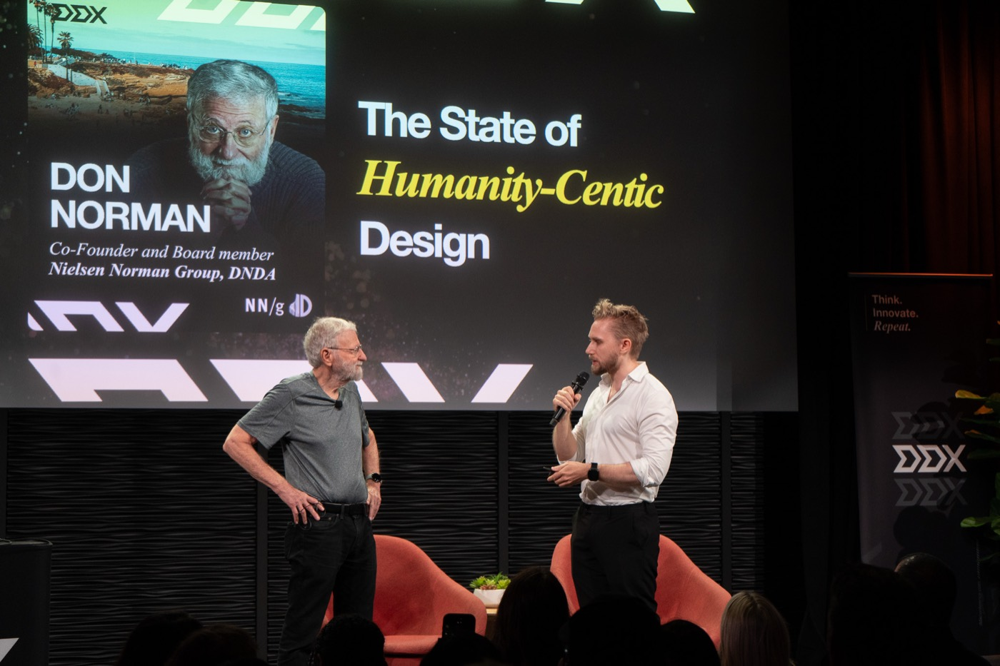 DDX
DON
NORMAN
Co-Founder and Board member
Nielsen Norman Group, DNDA
NN/g
The State of
Humanity-Centic
Design
Think.
Innovate.
Repeat.
DDX
DDX
DDX